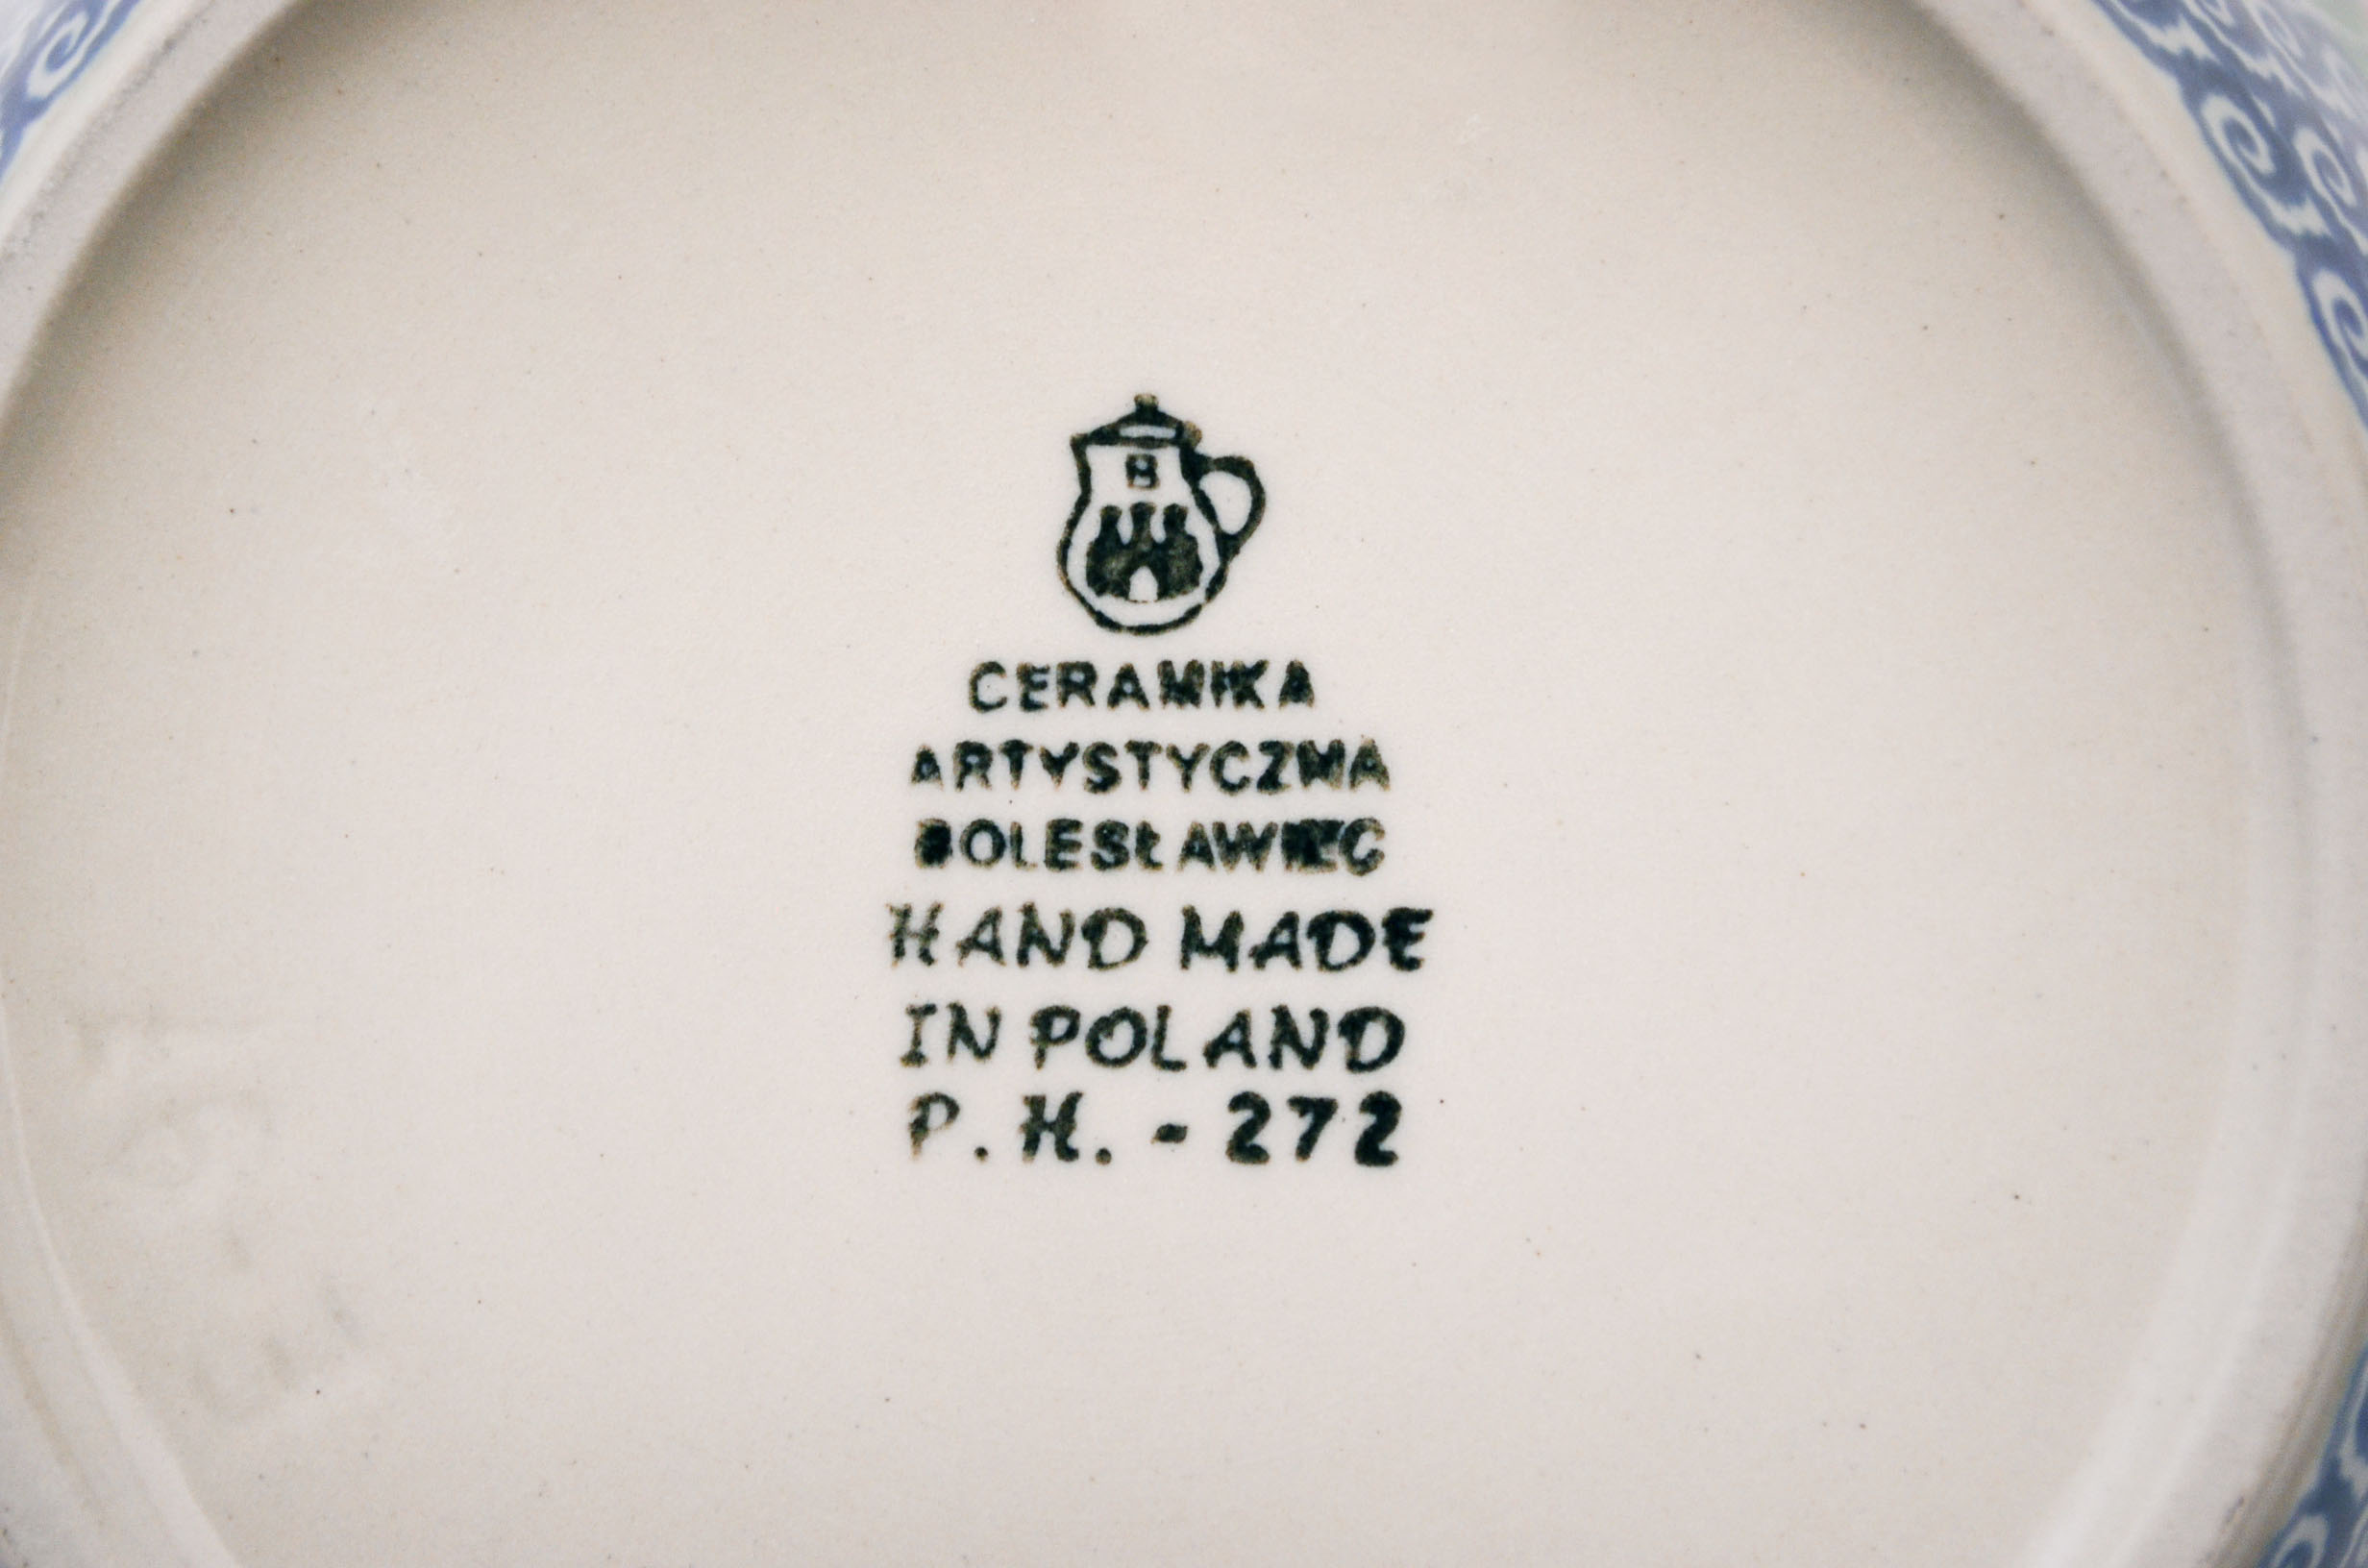 B
CERAMIKA
ARTYSTYCZNA
BOLESŁAWIEC
HAND MADE
IN POLAND
P.H. - 272